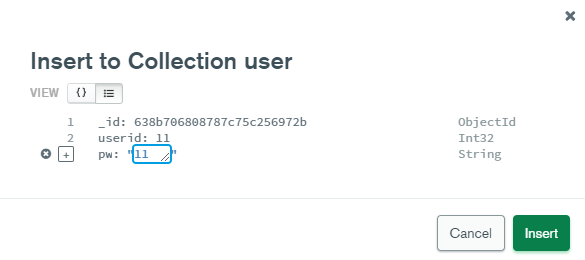 Insert to Collection user
VIEW {}
1 _id: 638b706808787c75c256972b ObjectId
2 userid: 11 Int32
pw: "11" String
Cancel Insert